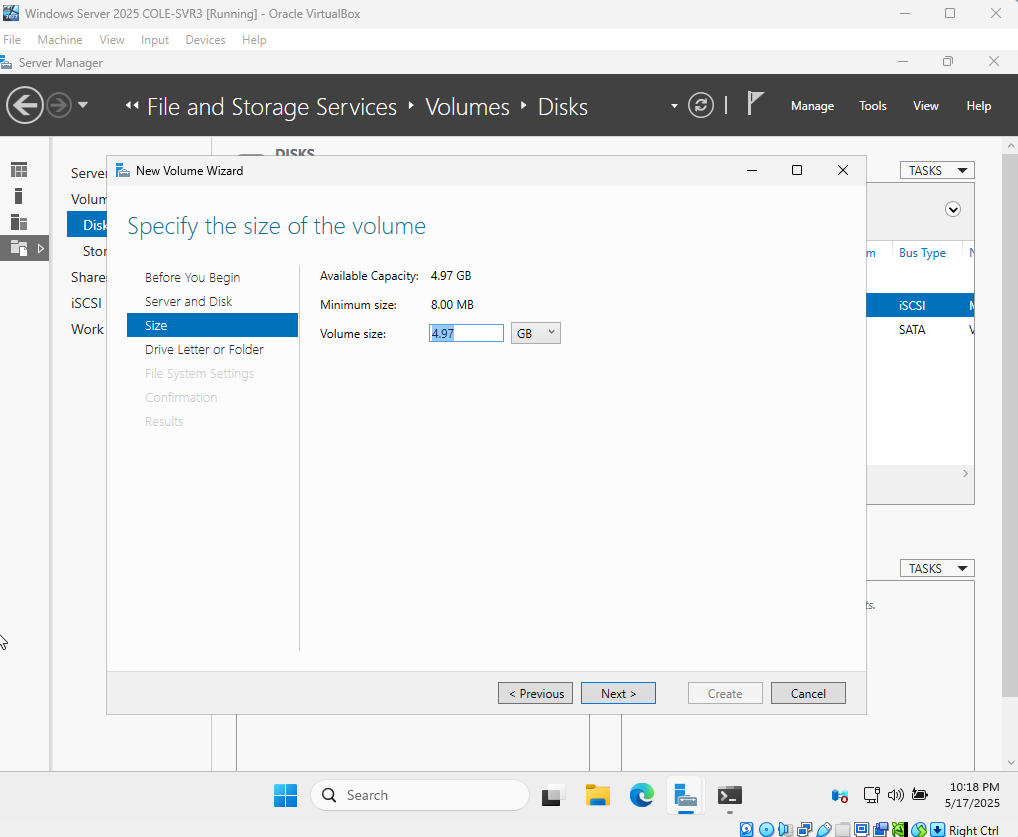 Windows Server 2025 COLE-SVR3 [Running] - Oracle VirtualBox
File Machine View Input Devices Help
Server Manager
File and Storage Services Volumes Disks
Manage Tools View Help
DISKS
TASKS
Server
Volum
Disk
Stor
Shares
iSCSI
Work
New Volume Wizard
Specify the size of the volume
Before You Begin
Server and Disk
Size
Drive Letter or Folder
File System Settings
Confirmation
Results
Available Capacity: 4.97 GB
Minimum size: 8.00 MB
Volume size: 4.97 GB
< Previous Next > Create Cancel
m Bus Type
iSCSI
SATA
TASKS
ts.
Search
10:18 PM
5/17/2025
Right Ctrl